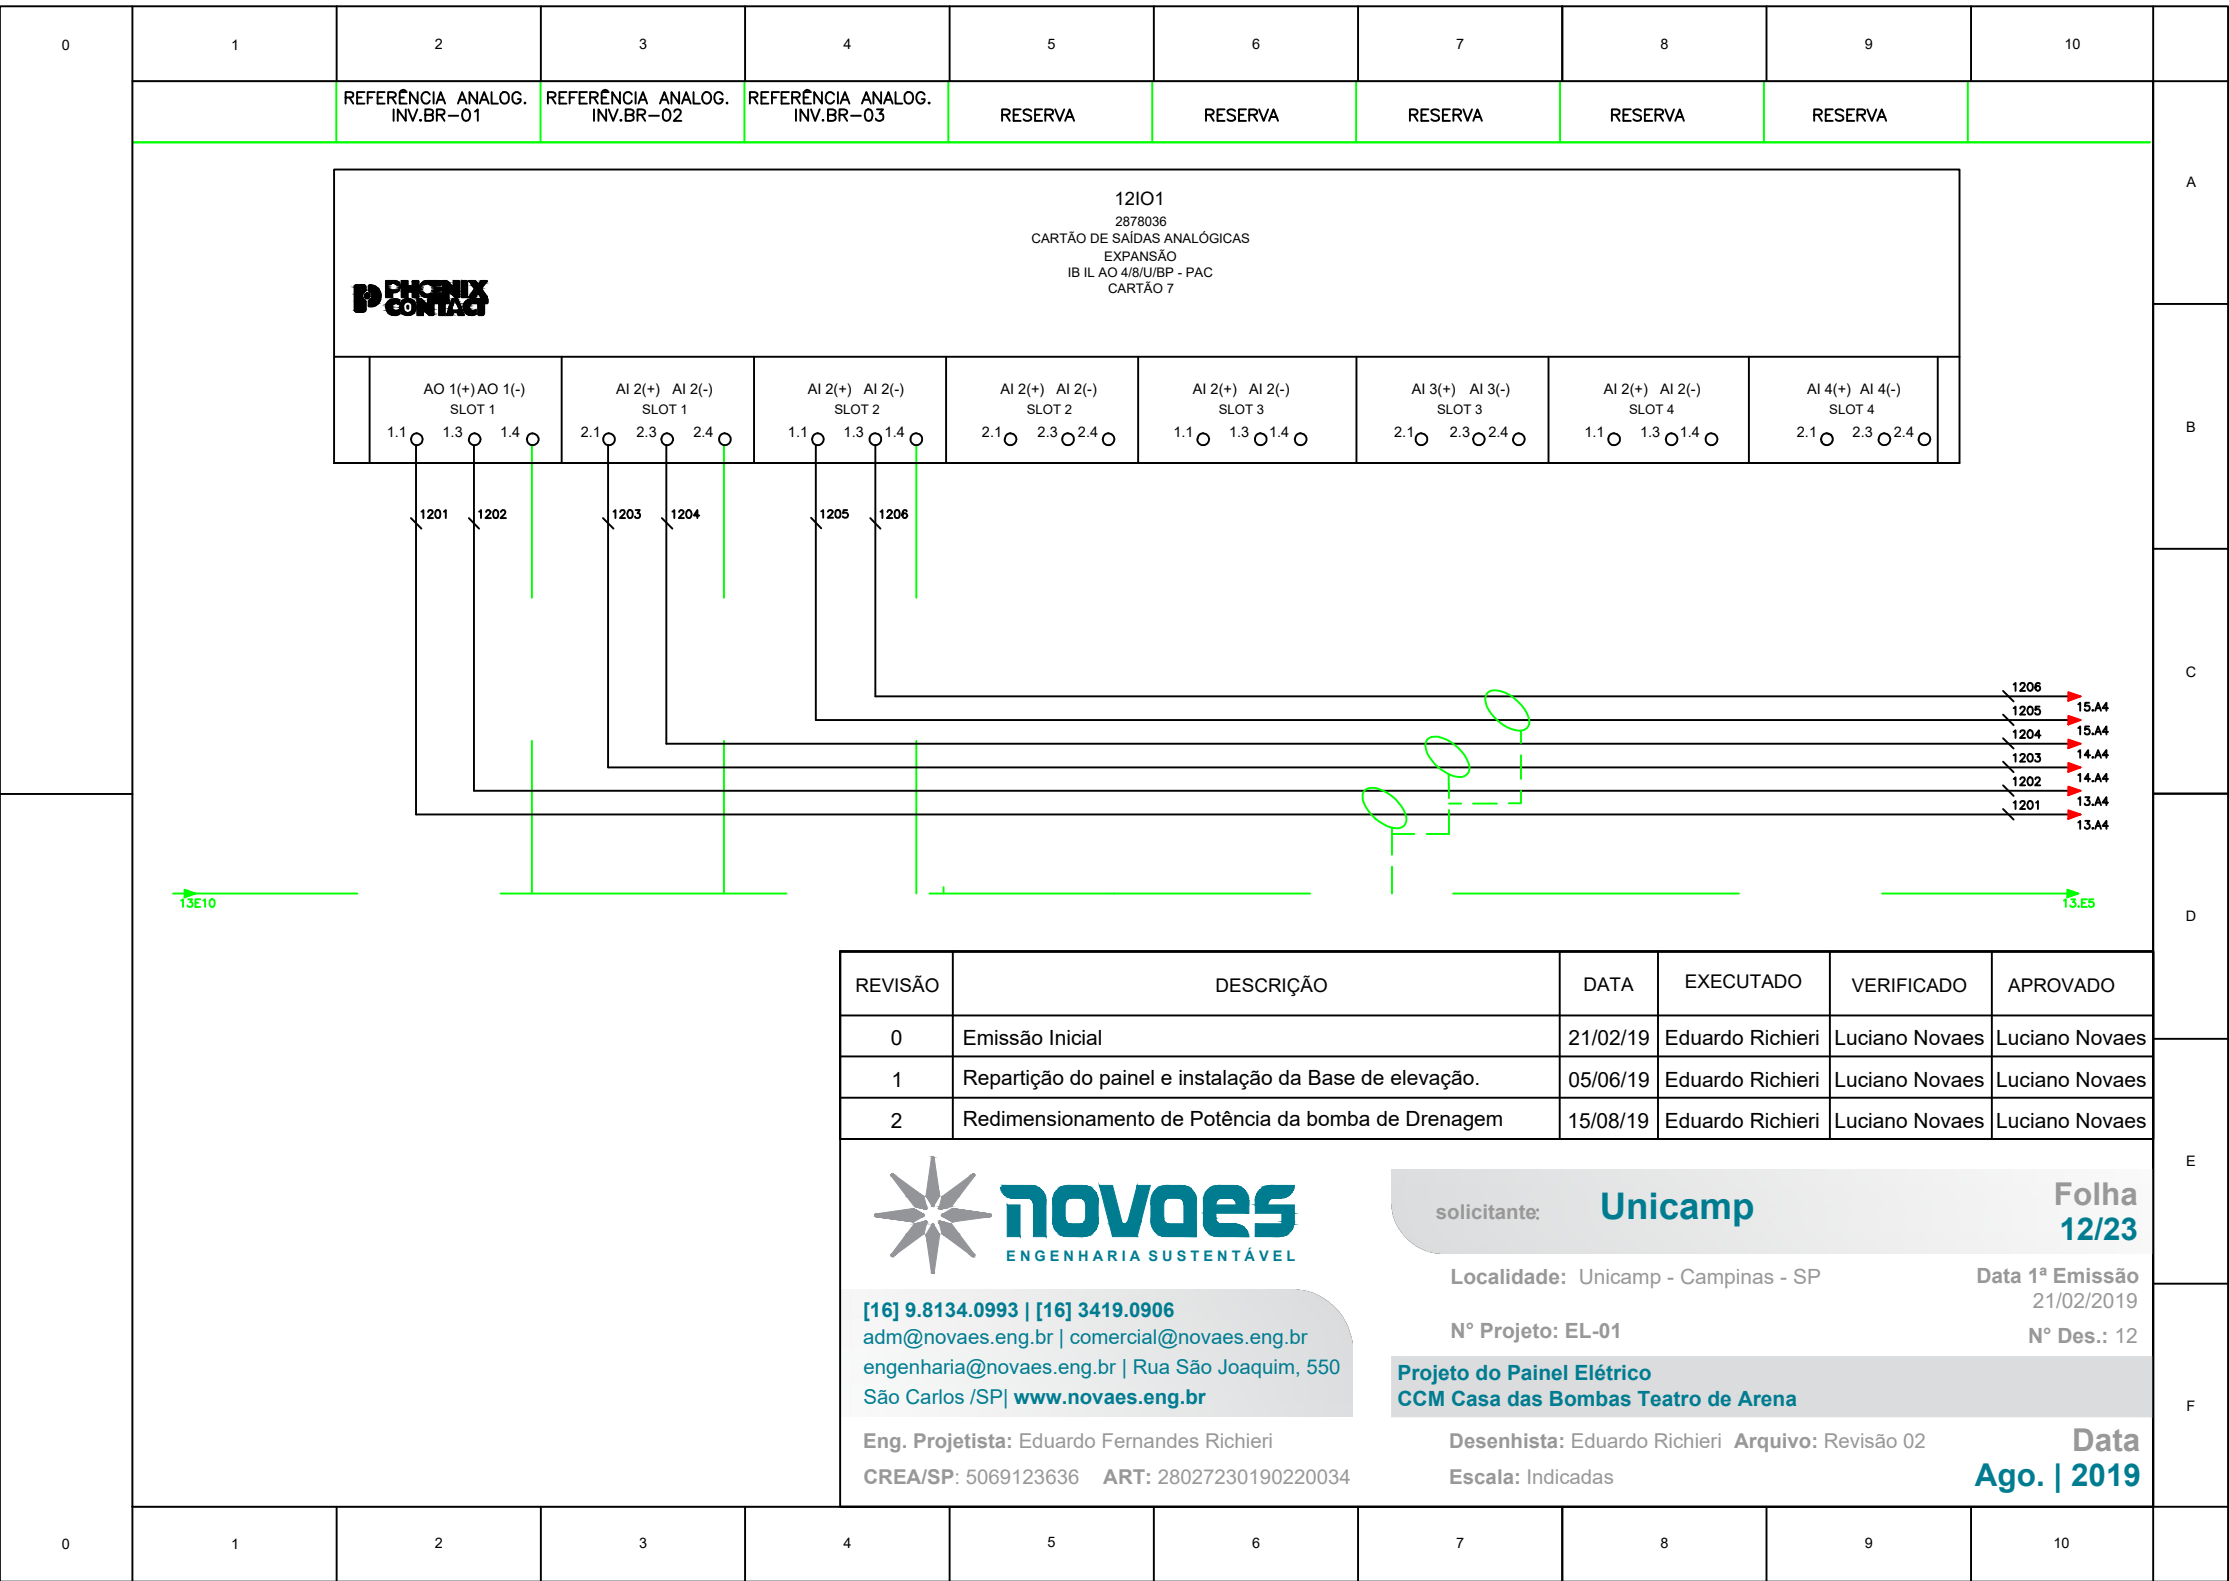 0 1 2 3 4 5 6 7 8 9 10
REFERÊNCIA ANALOG. INV.BR-01
REFERÊNCIA ANALOG. INV.BR-02
REFERÊNCIA ANALOG. INV.BR-03
RESERVA
RESERVA
RESERVA
RESERVA
RESERVA
A
12IO1
2878036
CARTÃO DE SAÍDAS ANALÓGICAS
EXPANSÃO
IB IL AO 4/8/U/BP - PAC
CARTÃO 7
PHOENIX
CONTACT
AO 1(+) AO 1(-)
SLOT 1
1.1 1.3 1.4
AI 2(+) AI 2(-)
SLOT 1
2.1 2.3 2.4
AI 2(+) AI 2(-)
SLOT 2
1.1 1.3 1.4
AI 2(+) AI 2(-)
SLOT 2
2.1 2.3 2.4
AI 2(+) AI 2(-)
SLOT 3
1.1 1.3 1.4
AI 3(+) AI 3(-)
SLOT 3
2.1 2.3 2.4
AI 2(+) AI 2(-)
SLOT 4
1.1 1.3 1.4
AI 4(+) AI 4(-)
SLOT 4
2.1 2.3 2.4
B
1201 1202 1203 1204 1205 1206
C
1206
15.A4
1205
15.A4
1204
14.A4
1203
14.A4
1202
13.A4
1201
13.A4
13E10
13.E5
D
REVISÃO DESCRIÇÃO DATA EXECUTADO VERIFICADO APROVADO
0 Emissão Inicial 21/02/19 Eduardo Richieri Luciano Novaes Luciano Novaes
1 Repartição do painel e instalação da Base de elevação. 05/06/19 Eduardo Richieri Luciano Novaes Luciano Novaes
2 Redimensionamento de Potência da bomba de Drenagem 15/08/19 Eduardo Richieri Luciano Novaes Luciano Novaes
E
novaes
ENGENHARIA SUSTENTÁVEL
[16] 9.8134.0993 | [16] 3419.0906
adm@novaes.eng.br | comercial@novaes.eng.br
engenharia@novaes.eng.br | Rua São Joaquim, 550
São Carlos /SP| www.novaes.eng.br
Eng. Projetista: Eduardo Fernandes Richieri
CREA/SP: 5069123636 ART: 28027230190220034
solicitante: Unicamp
Folha
12/23
Localidade: Unicamp - Campinas - SP
Data 1ª Emissão
21/02/2019
N° Projeto: EL-01
N° Des.: 12
Projeto do Painel Elétrico
CCM Casa das Bombas Teatro de Arena
Desenhista: Eduardo Richieri Arquivo: Revisão 02
Escala: Indicadas
Data
Ago. | 2019
F
0 1 2 3 4 5 6 7 8 9 10